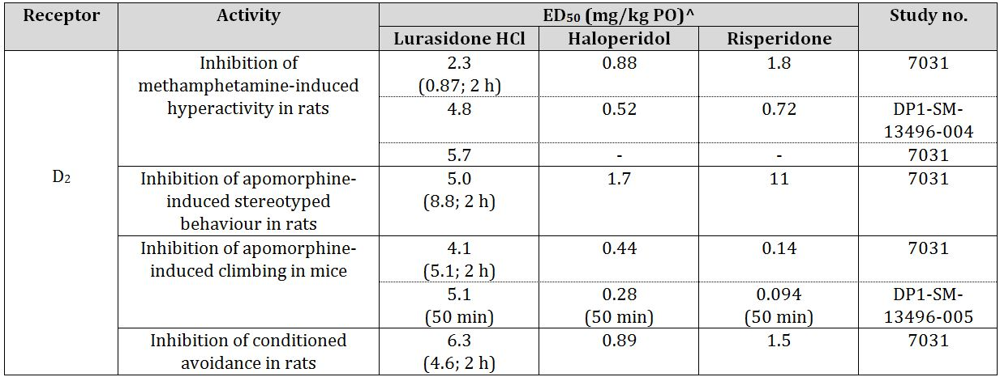 Receptor Activity ED₅₀ (mg/kg PO)^ Study no.
Lurasidone HCl Haloperidol Risperidone
D₂
Inhibition of
methamphetamine-induced
hyperactivity in rats
2.3
(0.87; 2 h)
0.88
1.8
7031
4.8
0.52
0.72
DP1-SM-
13496-004
5.7
-
-
7031
Inhibition of apomorphine-
induced stereotyped
behaviour in rats
5.0
(8.8; 2 h)
1.7
11
7031
Inhibition of apomorphine-
induced climbing in mice
4.1
(5.1; 2 h)
0.44
0.14
7031
5.1
(50 min)
0.28
(50 min)
0.094
(50 min)
DP1-SM-
13496-005
Inhibition of conditioned
avoidance in rats
6.3
(4.6; 2 h)
0.89
1.5
7031